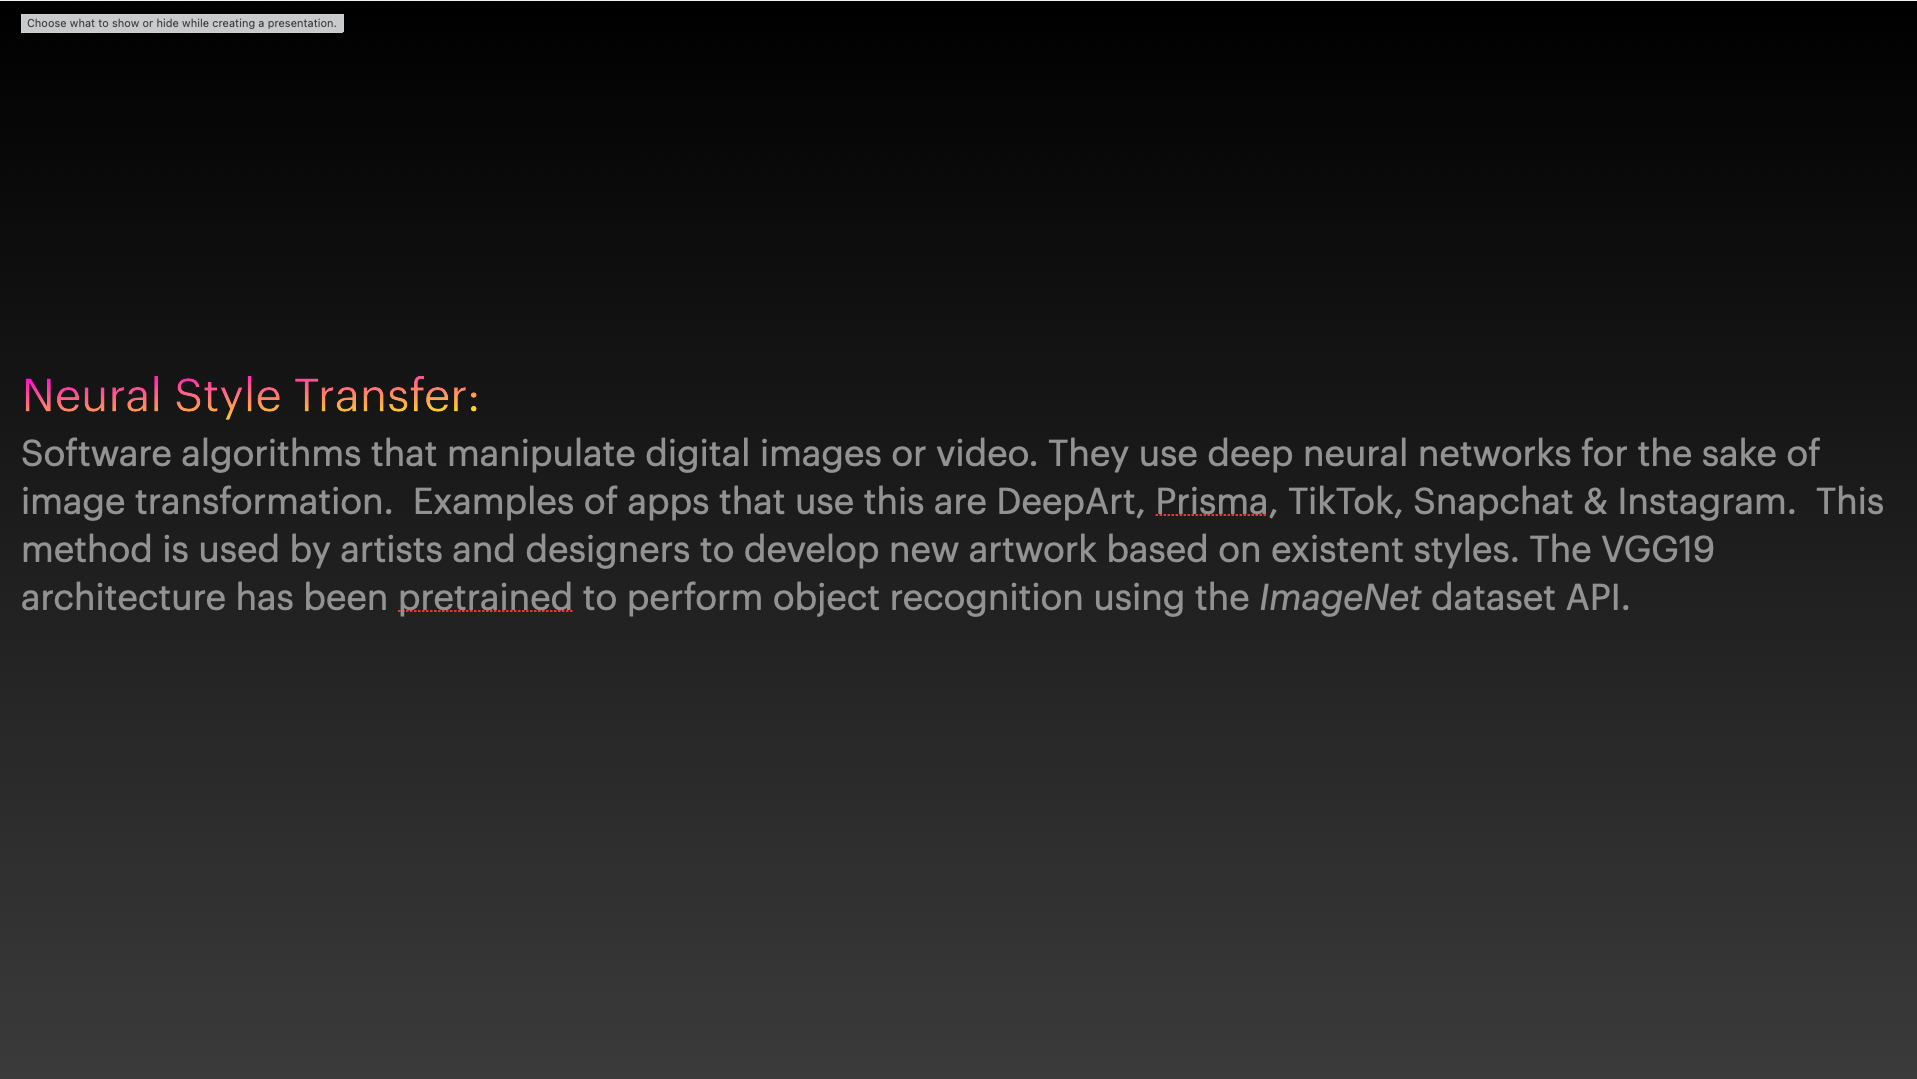 Choose what to show or hide while creating a presentation.
Neural Style Transfer:
Software algorithms that manipulate digital images or video. They use deep neural networks for the sake of
image transformation.  Examples of apps that use this are DeepArt, Prisma, TikTok, Snapchat & Instagram.  This
method is used by artists and designers to develop new artwork based on existent styles. The VGG19
architecture has been pretrained to perform object recognition using the ImageNet dataset API.